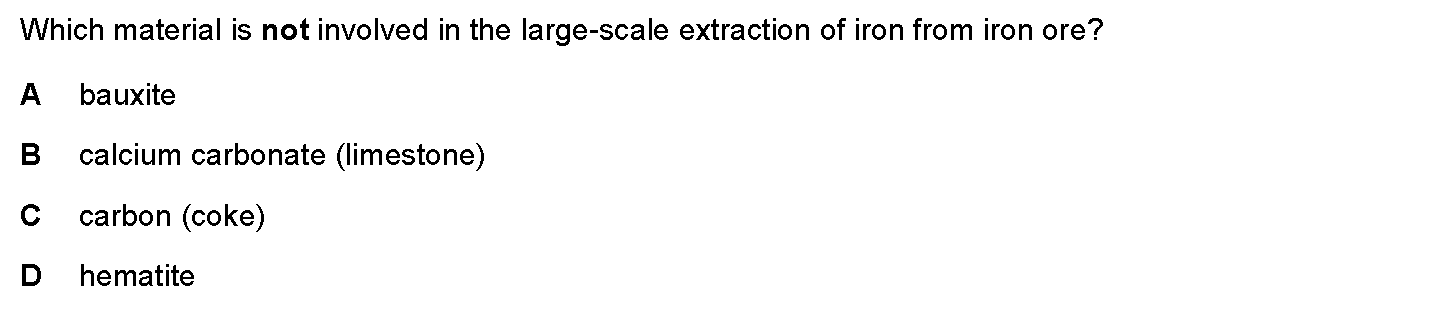 Which material is not involved in the large-scale extraction of iron from iron ore?
A bauxite
B calcium carbonate (limestone)
C carbon (coke)
D hematite